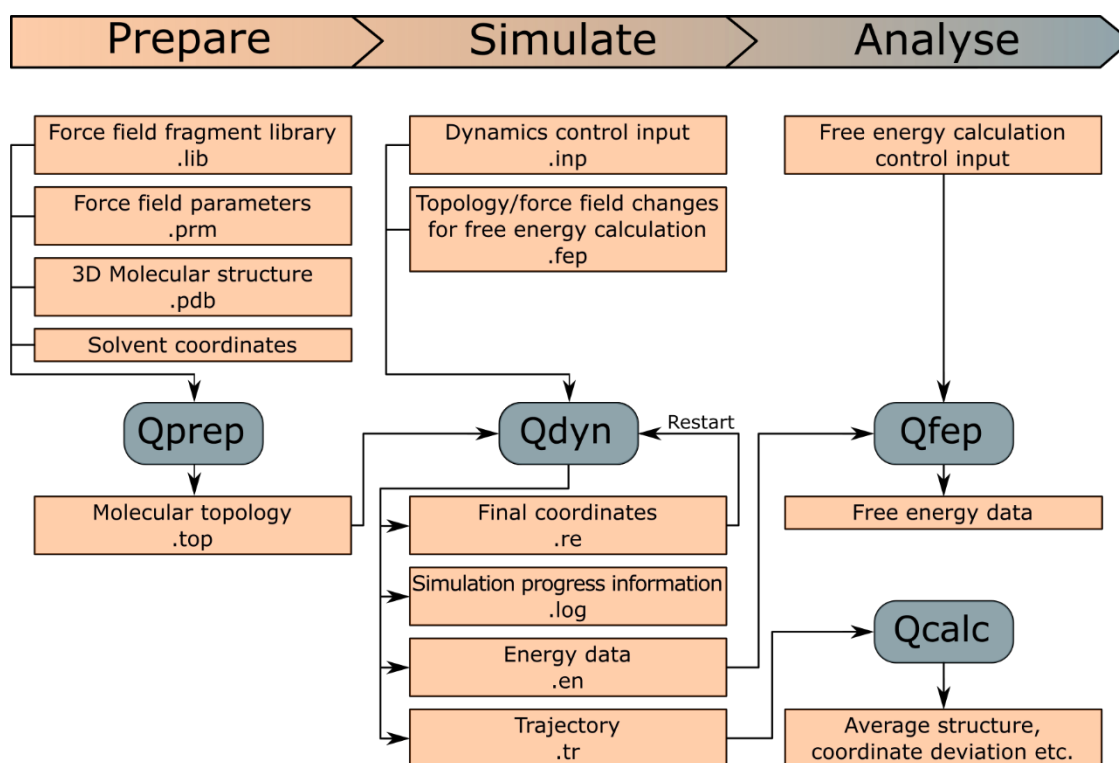 Prepare
Simulate
Analyse
Force field fragment library
.lib
Force field parameters
.prm
3D Molecular structure
.pdb
Solvent coordinates
Qprep
Molecular topology
.top
Dynamics control input
.inp
Topology/force field changes
for free energy calculation
.fep
Qdyn
Restart
Final coordinates
.re
Simulation progress information
.log
Energy data
.en
Trajectory
.tr
Free energy calculation
control input
Qfep
Free energy data
Qcalc
Average structure,
coordinate deviation etc.